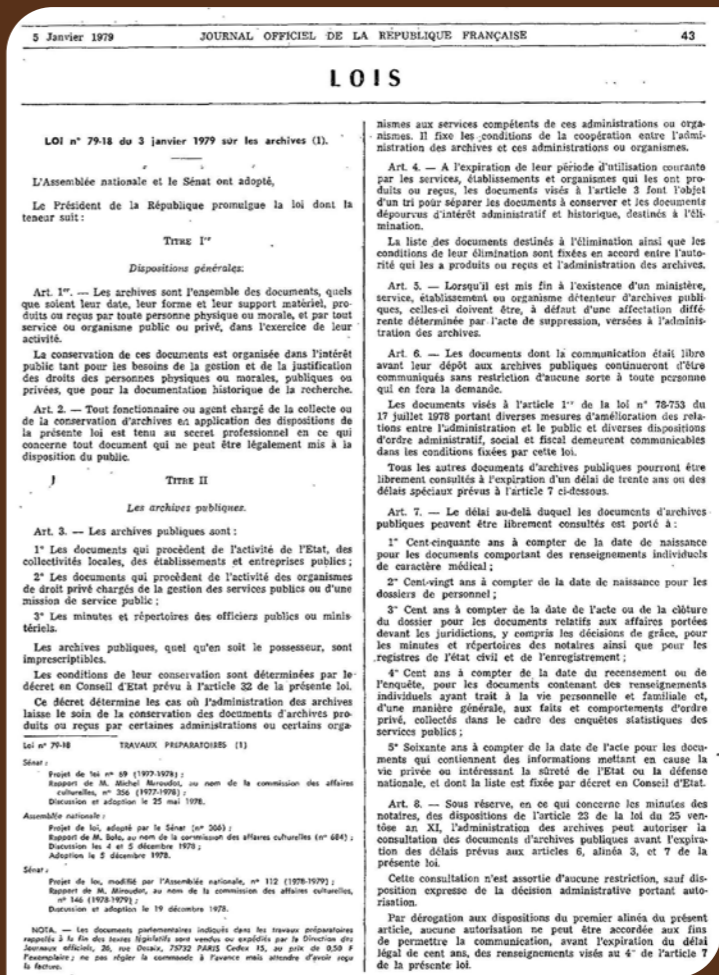 5 Janvier 1979
JOURNAL OFFICIEL DE LA REPUBLIQUE FRANÇAISE
43
LOIS
LOI n° 79-18 du 3 janvier 1979 sur les archives (1).
L'Assemblée nationale et le Sénat ont adopté,
Le Président de la République promulgue la loi dont la
teneur suit :
TITRE Iᵉʳ
Dispositions générales.
Art. 1ᵉʳ. — Les archives sont l'ensemble des documents, quels
que soient leur date, leur forme et leur support matériel, pro-
duits ou reçus par toute personne physique ou morale, et par tout
service ou organisme public ou privé, dans l'exercice de leur
activité.
La conservation de ces documents est organisée dans l'intérêt
public tant pour les besoins de la gestion et de la justification
des droits des personnes physiques ou morales, publiques ou
privées, que pour la documentation historique de la recherche.
Art. 2. — Tout fonctionnaire ou agent chargé de la collecte ou
de la conservation d'archives en application des dispositions de
la présente loi est tenu au secret professionnel en ce qui
concerne tout document qui ne peut être légalement mis à la
disposition du public.
TITRE II
Les archives publiques.
Art. 3. — Les archives publiques sont :
1° Les documents qui procèdent de l'activité de l'Etat, des
collectivités locales, des établissements et entreprises publics ;
2° Les documents qui procèdent de l'activité des organismes
de droit privé chargés de la gestion des services publics ou d'une
mission de service public ;
3° Les minutes et répertoires des officiers publics ou minis-
tériels.
Les archives publiques, quel qu'en soit le possesseur, sont
imprescriptibles.
Les conditions de leur conservation sont déterminées par le
décret en Conseil d'Etat prévu à l'article 32 de la présente loi.
Ce décret détermine les cas où l'administration des archives
laisse le soin de la conservation des documents d'archives pro-
duits ou reçus par certaines administrations ou certains orga-
Loi n° 79-18 TRAVAUX PREPARATOIRES (1)
Sénat :
Projet de loi n° 69 (1977-1978) ;
Rapport de M. Michel Miroudot, au nom de la commission des affaires
culturelles, n° 356 (1977-1978) ;
Discussion et adoption le 25 mai 1978.
Assemblée nationale :
Projet de loi, adopté par le Sénat (n° 306) ;
Rapport de M. Bolo, au nom de la commission des affaires culturelles (n° 684) ;
Discussion les 4 et 5 décembre 1978 ;
Adoption le 5 décembre 1978.
Sénat :
Projet de loi, modifié par l'Assemblée nationale, n° 112 (1978-1979) ;
Rapport de M. Miroudot, au nom de la commission des affaires culturelles,
n° 146 (1978-1979) ;
Discussion et adoption le 19 décembre 1978.
NOTA. — Les documents parlementaires indiqués dans les travaux préparatoires
rappelés à la fin des textes législatifs sont vendus ou expédiés par la Direction des
Journaux officiels, 26, rue Desaix, 75732 PARIS Cedex 15, au prix de 0,50 F
l'exemplaire ; ne pas régler la commande à l'avance mais attendre d'avoir reçu
la facture.
nismes aux services compétents de ces administrations ou orga-
nismes. Il fixe les conditions de la coopération entre l'admi-
nistration des archives et ces administrations ou organismes.
Art. 4. — A l'expiration de leur période d'utilisation courante
par les services, établissements et organismes qui les ont pro-
duits ou reçus, les documents visés à l'article 3 font l'objet
d'un tri pour séparer les documents à conserver et les documents
dépourvus d'intérêt administratif et historique, destinés à l'éli-
mination.
La liste des documents destinés à l'élimination ainsi que les
conditions de leur élimination sont fixées en accord entre l'auto-
rité qui les a produits ou reçus et l'administration des archives.
Art. 5. — Lorsqu'il est mis fin à l'existence d'un ministère,
service, établissement ou organisme détenteur d'archives publi-
ques, celles-ci doivent être, à défaut d'une affectation diffé-
rente déterminée par l'acte de suppression, versées à l'adminis-
tration des archives.
Art. 6. — Les documents dont la communication était libre
avant leur dépôt aux archives publiques continueront d'être
communiqués sans restriction d'aucune sorte à toute personne
qui en fera la demande.
Les documents visés à l'article 1ᵉʳ de la loi n° 78-753 du
17 juillet 1978 portant diverses mesures d'amélioration des rela-
tions entre l'administration et le public et diverses dispositions
d'ordre administratif, social et fiscal demeurent communicables
dans les conditions fixées par cette loi.
Tous les autres documents d'archives publiques pourront être
librement consultés à l'expiration d'un délai de trente ans ou des
délais spéciaux prévus à l'article 7 ci-dessous.
Art. 7. — Le délai au-delà duquel les documents d'archives
publiques peuvent être librement consultés est porté à :
1° Cent-cinquante ans à compter de la date de naissance
pour les documents comportant des renseignements individuels
de caractère médical ;
2° Cent-vingt ans à compter de la date de naissance pour les
dossiers de personnel ;
3° Cent ans à compter de la date de l'acte ou de la clôture
du dossier pour les documents relatifs aux affaires portées
devant les juridictions, y compris les décisions de grâce, pour
les minutes et répertoires des notaires ainsi que pour les
registres de l'état civil et de l'enregistrement ;
4° Cent ans à compter de la date du recensement ou de
l'enquête, pour les documents contenant des renseignements
individuels ayant trait à la vie personnelle et familiale et,
d'une manière générale, aux faits et comportements d'ordre
privé, collectés dans le cadre des enquêtes statistiques des
services publics ;
5° Soixante ans à compter de la date de l'acte pour les docu-
ments qui contiennent des informations mettant en cause la
vie privée ou intéressant la sûreté de l'Etat ou la défense
nationale, et dont la liste est fixée par décret en Conseil d'Etat.
Art. 8. — Sous réserve, en ce qui concerne les minutes des
notaires, des dispositions de l'article 23 de la loi du 25 ven-
tôse an XI, l'administration des archives peut autoriser la
consultation des documents d'archives publiques avant l'expira-
tion des délais prévus aux articles 6, alinéa 3, et 7 de la
présente loi.
Cette consultation n'est assortie d'aucune restriction, sauf dis-
position expresse de la décision administrative portant auto-
risation.
Par dérogation aux dispositions du premier alinéa du présent
article, aucune autorisation ne peut être accordée aux fins
de permettre la communication, avant l'expiration du délai
légal de cent ans, des renseignements visés au 4° de l'article 7
de la présente loi.